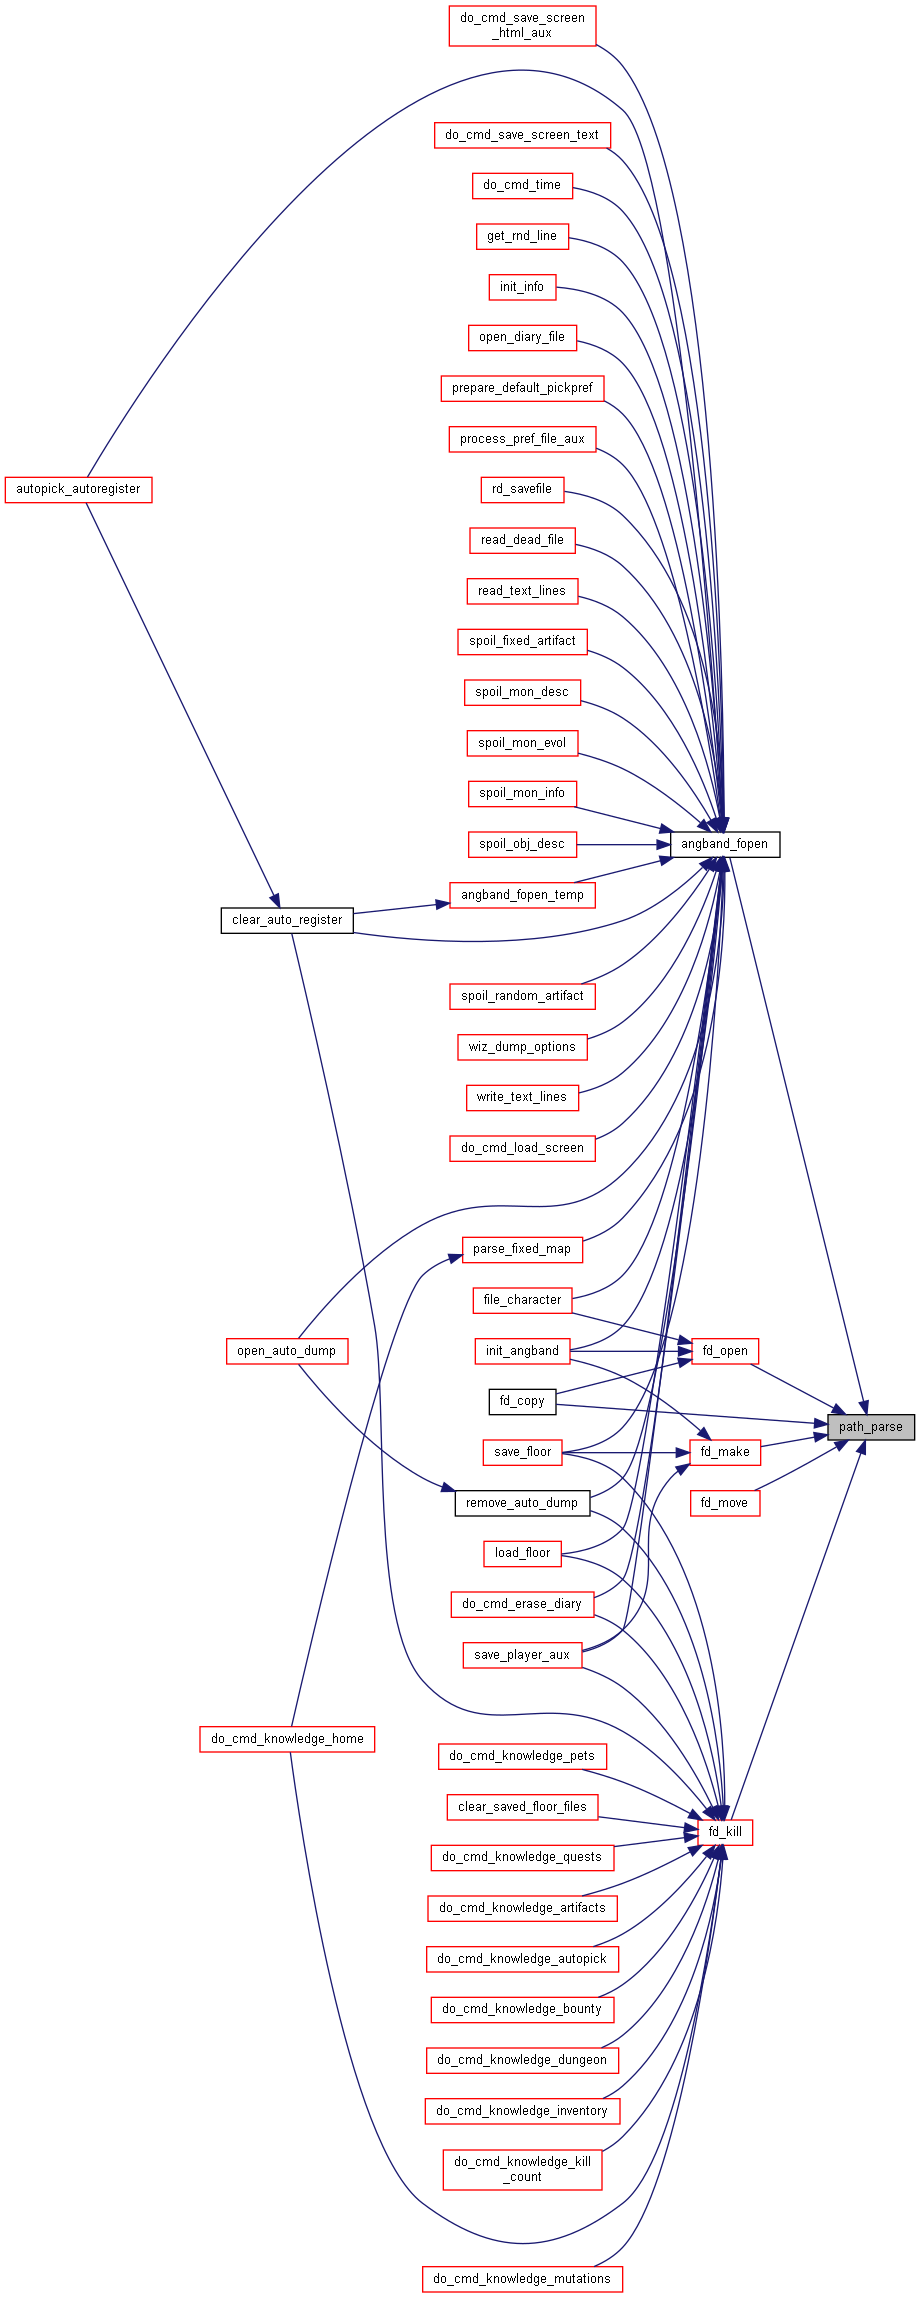 do_cmd_save_screen
_html_aux
do_cmd_save_screen_text
do_cmd_time
get_rnd_line
init_info
open_diary_file
prepare_default_pickpref
process_pref_file_aux
autopick_autoregister
rd_savefile
read_dead_file
read_text_lines
spoil_fixed_artifact
spoil_mon_desc
spoil_mon_evol
spoil_mon_info
spoil_obj_desc
angband_fopen
angband_fopen_temp
clear_auto_register
spoil_random_artifact
wiz_dump_options
write_text_lines
do_cmd_load_screen
parse_fixed_map
file_character
open_auto_dump
init_angband
fd_open
fd_copy
path_parse
save_floor
fd_make
remove_auto_dump
fd_move
load_floor
do_cmd_erase_diary
save_player_aux
do_cmd_knowledge_home
do_cmd_knowledge_pets
clear_saved_floor_files
fd_kill
do_cmd_knowledge_quests
do_cmd_knowledge_artifacts
do_cmd_knowledge_autopick
do_cmd_knowledge_bounty
do_cmd_knowledge_dungeon
do_cmd_knowledge_inventory
do_cmd_knowledge_kill
_count
do_cmd_knowledge_mutations